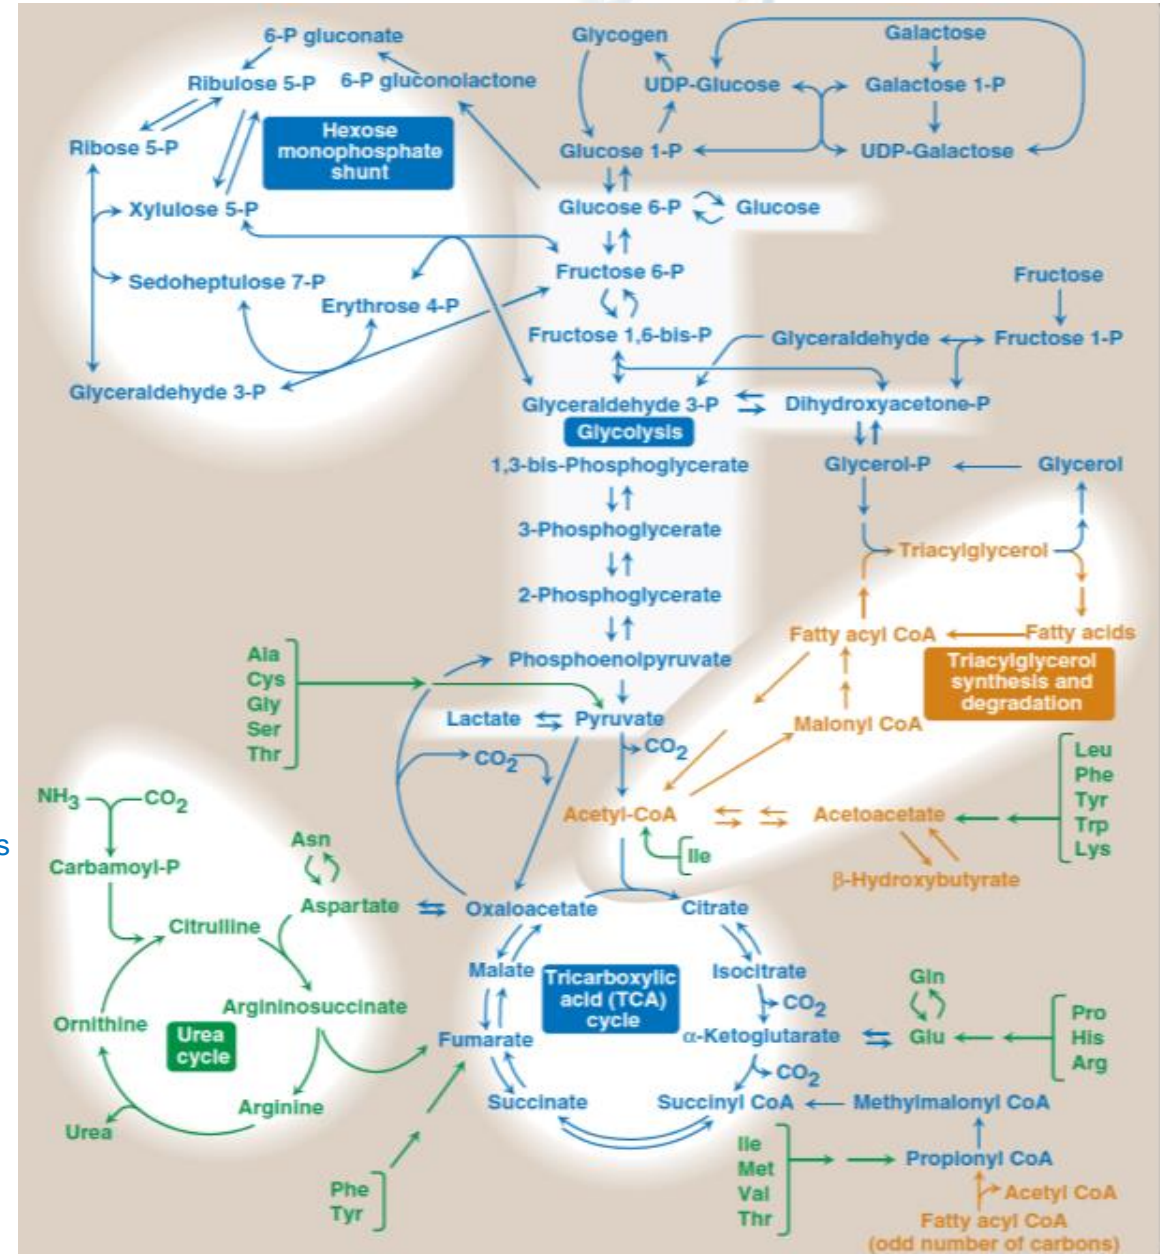 6-P gluconate
Ribulose 5-P
6-P gluconolactone
Ribose 5-P
Hexose
monophosphate
shunt
Xylulose 5-P
Sedoheptulose 7-P
Erythrose 4-P
Glyceraldehyde 3-P
Glycogen
UDP-Glucose
Glucose 1-P
Galactose
Galactose 1-P
UDP-Galactose
Glucose 6-P
Glucose
Fructose 6-P
Fructose 1,6-bis-P
Fructose
Glyceraldehyde
Fructose 1-P
Glyceraldehyde 3-P
Dihydroxyacetone-P
Glycolysis
1,3-bis-Phosphoglycerate
Glycerol-P
Glycerol
3-Phosphoglycerate
Triacylglycerol
2-Phosphoglycerate
Fatty acyl CoA
Fatty acids
Triacylglycerol
synthesis and
degradation
Phosphoenolpyruvate
Malonyl CoA
Ala
Cys
Gly
Ser
Thr
Lactate
Pyruvate
CO2
CO2
Acetyl-CoA
Acetoacetate
Leu
Phe
Tyr
Trp
Lys
Ile
β-Hydroxybutyrate
s
NH3
CO2
Carbamoyl-P
Asn
Aspartate
Citrulline
Argininosuccinate
Ornithine
Urea
cycle
Arginine
Urea
Oxaloacetate
Citrate
Malate
Tricarboxylic
acid (TCA)
cycle
Isocitrate
CO2
Fumarate
α-Ketoglutarate
CO2
Succinate
Succinyl CoA
Gln
Glu
Pro
His
Arg
Methylmalonyl CoA
Phe
Tyr
Ile
Met
Val
Thr
Propionyl CoA
Acetyl CoA
Fatty acyl CoA
(odd number of carbons)